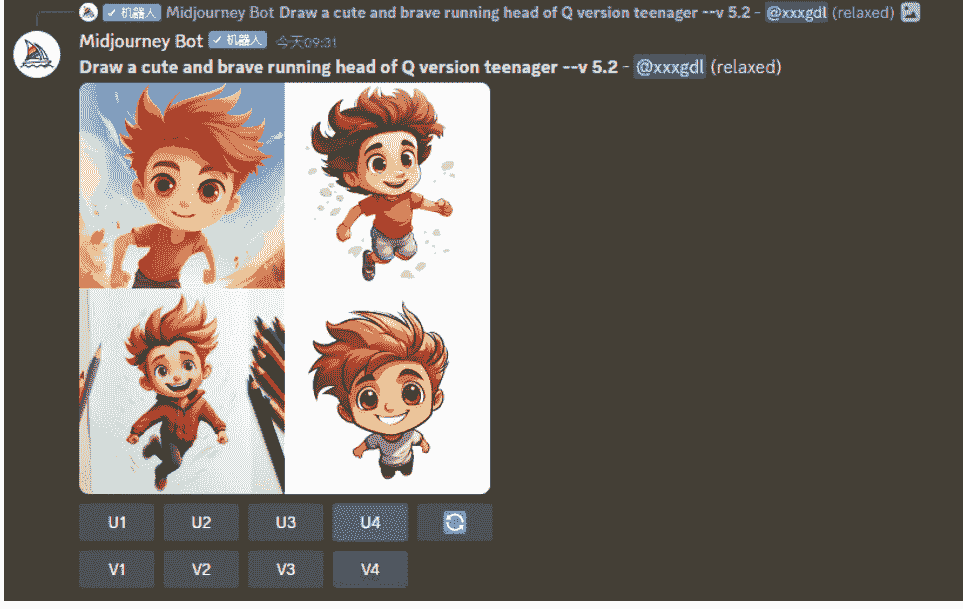 ✓ 机器人 Midjourney Bot Draw a cute and brave running head of Q version teenager --v 5.2 - @xxxgdl (relaxed)
Midjourney Bot ✓ 机器人 今天09:31
Draw a cute and brave running head of Q version teenager --v 5.2 - @xxxgdl (relaxed)
U1 U2 U3 U4
V1 V2 V3 V4